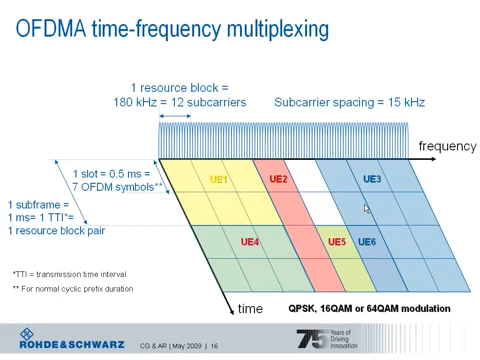 OFDMA time-frequency multiplexing
1 resource block =
180 kHz = 12 subcarriers
Subcarrier spacing = 15 kHz
frequency
1 slot = 0.5 ms =
7 OFDM symbols**
1 subframe =
1 ms= 1 TTI*=
1 resource block pair
UE1
UE2
UE3
UE4
UE5
UE6
*TTI = transmission time interval
** For normal cyclic prefix duration
time
QPSK, 16QAM or 64QAM modulation
ROHDE&SCHWARZ
CG & AR | May 2009 | 16
75 Years of
Driving
Innovation